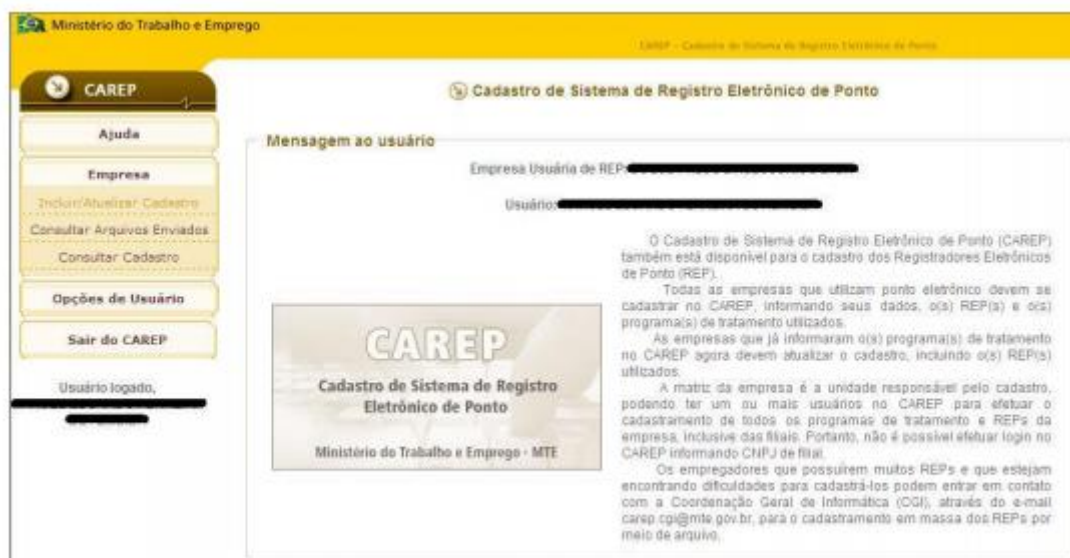 Ministério do Trabalho e Emprego
CAREP - Cadastro de Sistema de Registro Eletrônico de Ponto
CAREP
Ajuda
Empresa
Incluir/Atualizar Cadastro
Consultar Arquivos Enviados
Consultar Cadastro
Opções de Usuário
Sair do CAREP
Usuário logado,
Cadastro de Sistema de Registro Eletrônico de Ponto
Mensagem ao usuário
Empresa Usuária de REP:
Usuário:
CAREP
Cadastro de Sistema de Registro
Eletrônico de Ponto
Ministério do Trabalho e Emprego - MTE
O Cadastro de Sistema de Registro Eletrônico de Ponto (CAREP)
também está disponível para o cadastro dos Registradores Eletrônicos
de Ponto (REP).
Todas as empresas que utilizam ponto eletrônico devem se
cadastrar no CAREP, informando seus dados, o(s) REP(s) e o(s)
programa(s) de tratamento utilizados.
As empresas que já informaram o(s) programa(s) de tratamento
no CAREP agora devem atualizar o cadastro, incluindo o(s) REP(s)
utilizados.
A matriz da empresa é a unidade responsável pelo cadastro,
podendo ter um ou mais usuários no CAREP para efetuar o
cadastramento de todos os programas de tratamento e REPs da
empresa, inclusive das filiais. Portanto, não é possível efetuar login no
CAREP informando CNPJ de filial.
Os empregadores que possuírem muitos REPs e que estejam
encontrando dificuldades para cadastrá-los podem entrar em contato
com a Coordenação Geral de Informática (CGI), através do e-mail
carep.cgi@mte.gov.br, para o cadastramento em massa dos REPs por
meio de arquivo.